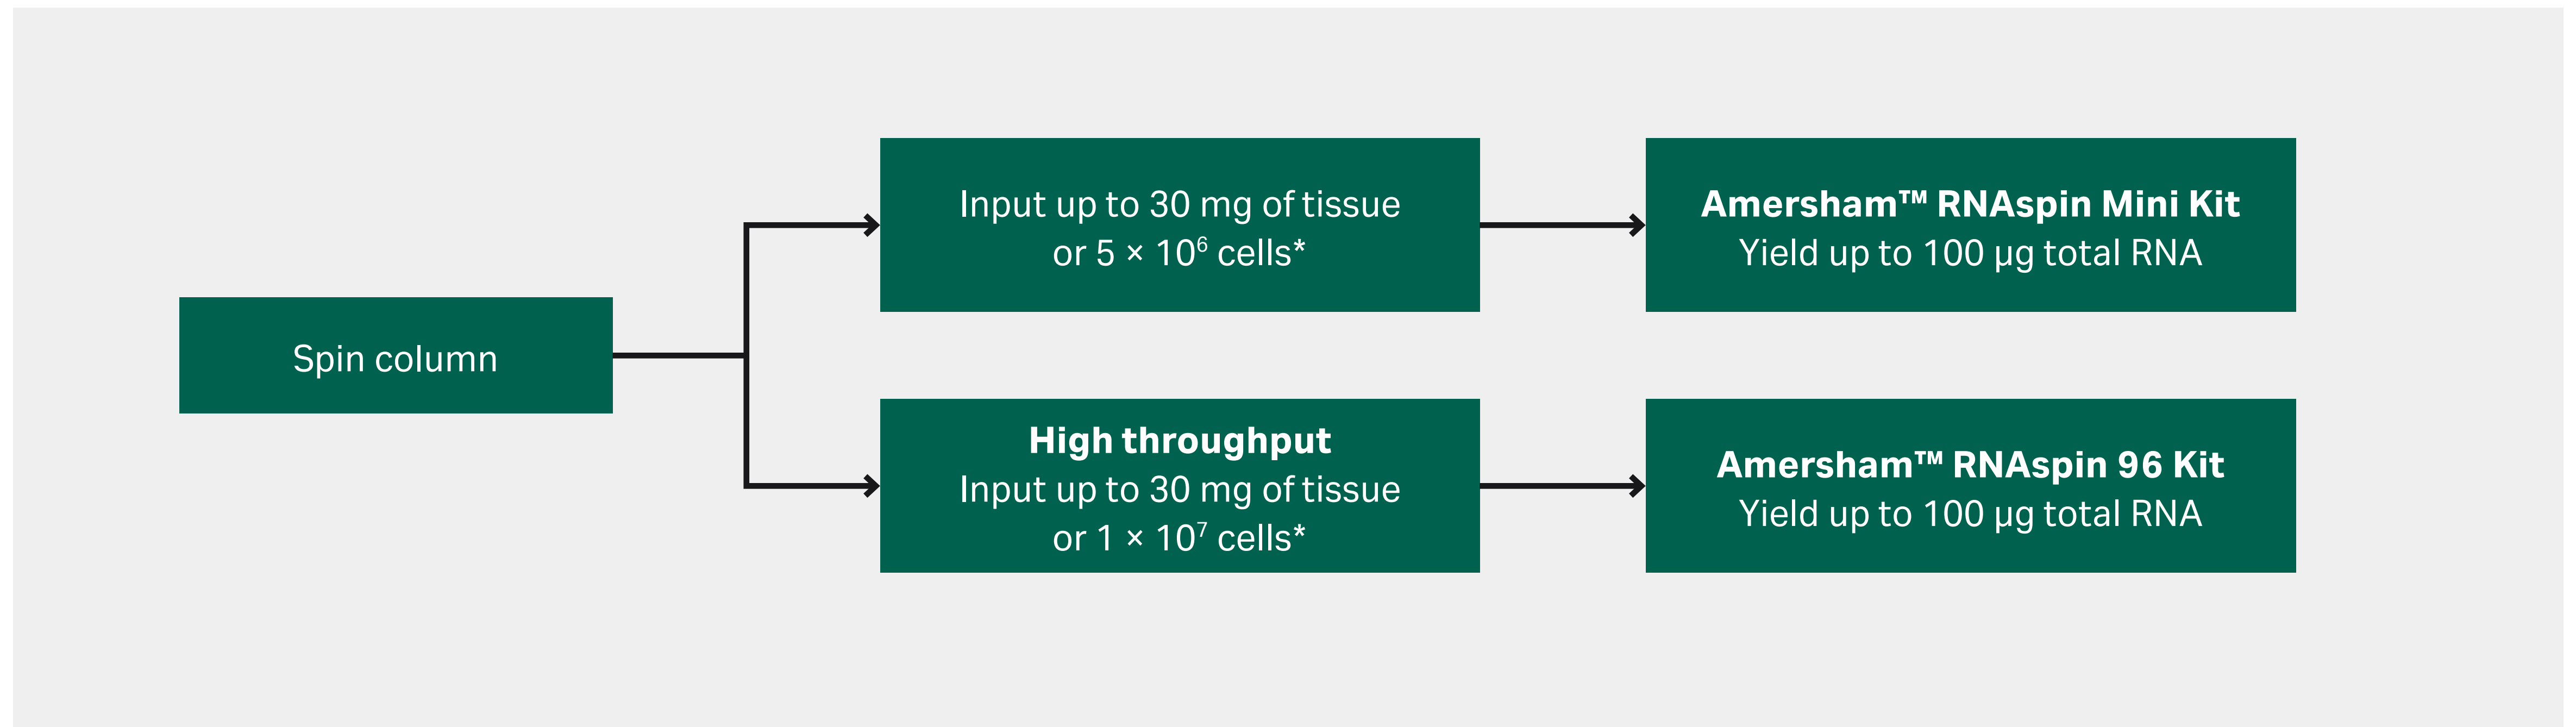 Spin column
Input up to 30 mg of tissue
or 5 × 10⁶ cells*
Amersham™ RNAspin Mini Kit
Yield up to 100 µg total RNA
High throughput
Input up to 30 mg of tissue
or 1 × 10⁷ cells*
Amersham™ RNAspin 96 Kit
Yield up to 100 µg total RNA